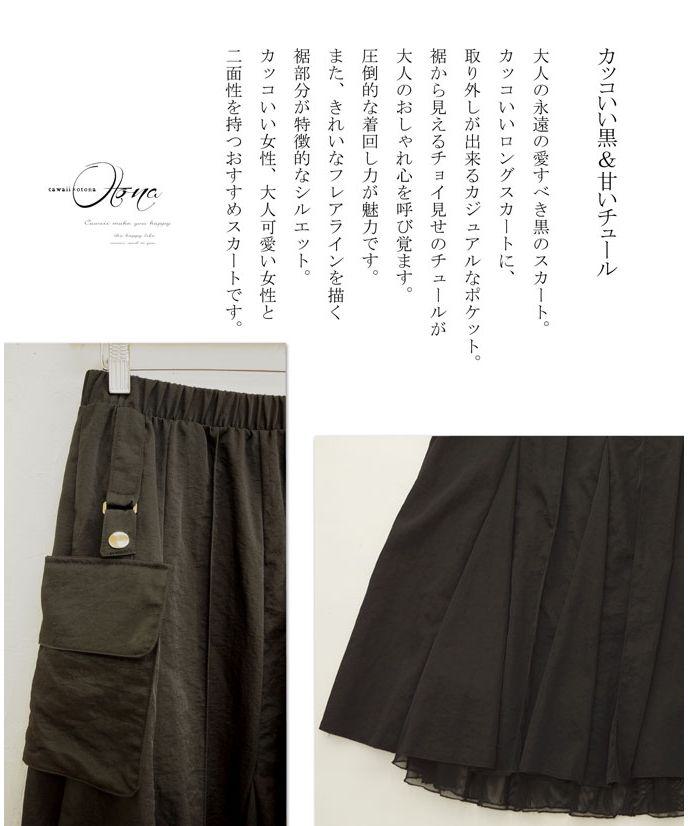 カッコいい黒&甘いチュール
大人の永遠の愛すべき黒のスカート。
カッコいいロングスカートに、
取り外しが出来るカジュアルなポケット。
裾から見えるチョイ見せのチュールが
大人のおしゃれ心を呼び覚ます。
圧倒的な着回し力が魅力です。
また、きれいなフレアラインを描く
裾部分が特徴的なシルエット。
カッコいい女性、大人可愛い女性と
二面性を持つおすすめスカートです。
cawaii+otona
Otona
Cawaii make you happy